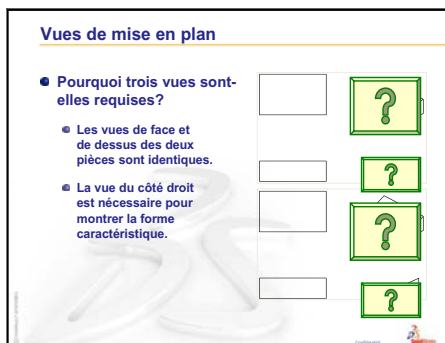 Vues de mise en plan
Pourquoi trois vues sont-
elles requises?
Les vues de face et
de dessus des deux
pièces sont identiques.
La vue du côté droit
est nécessaire pour
montrer la forme
caractéristique.
?
?
?
?
Confidential